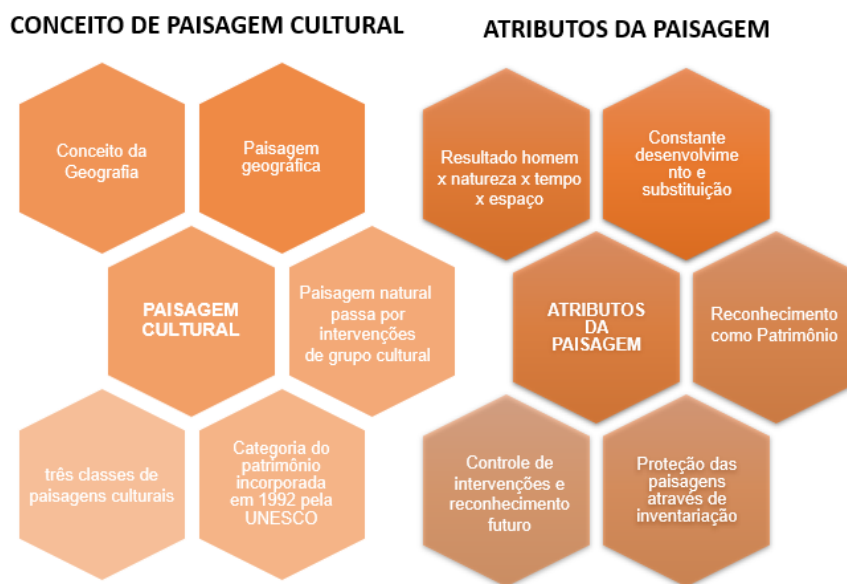 CONCEITO DE PAISAGEM CULTURAL
Conceito da
Geografia
Paisagem
geográfica
PAISAGEM
CULTURAL
Paisagem natural
passa por
intervenções
de grupo cultural
três classes de
paisagens culturais
Categoria do
patrimônio
incorporada
em 1992 pela
UNESCO
ATRIBUTOS DA PAISAGEM
Resultado homem
x natureza x tempo
x espaço
Constante
desenvolvime
nto e
substituição
ATRIBUTOS
DA
PAISAGEM
Reconhecimento
como Patrimônio
Controle de
intervenções e
reconhecimento
futuro
Proteção das
paisagens
através de
inventariação